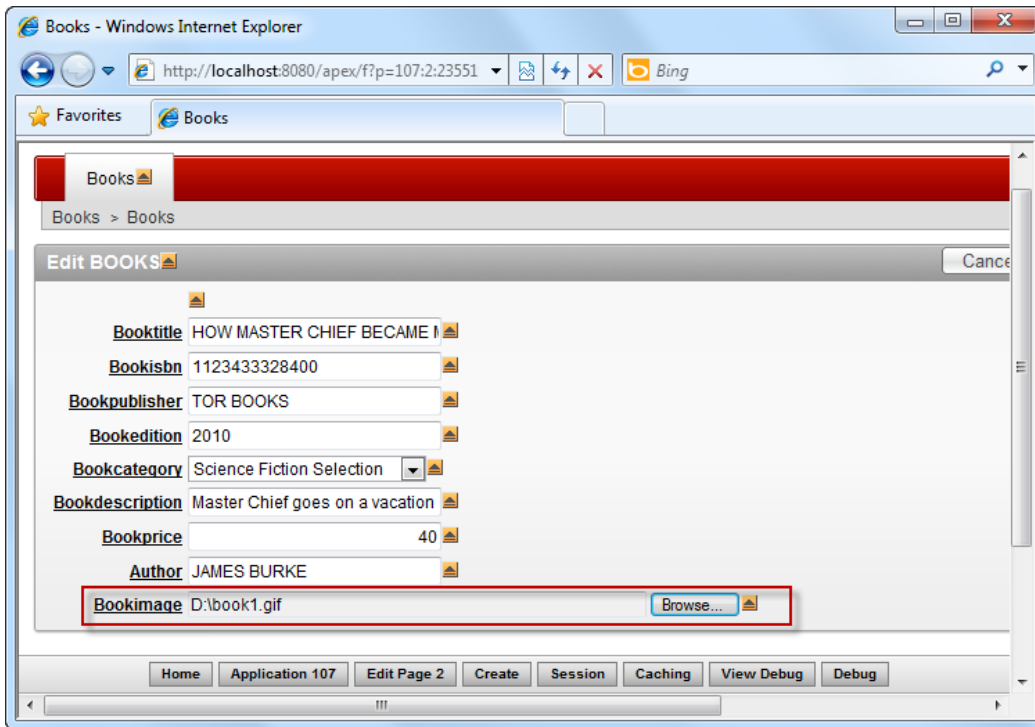 Books - Windows Internet Explorer
http://localhost:8080/apex/f?p=107:2:23551 Bing
Favorites Books
Books
Books > Books
Edit BOOKS Cance
Booktitle HOW MASTER CHIEF BECAME
Bookisbn 1123433328400
Bookpublisher TOR BOOKS
Bookedition 2010
Bookcategory Science Fiction Selection
Bookdescription Master Chief goes on a vacation
Bookprice 40
Author JAMES BURKE
Bookimage D:\book1.gif Browse...
Home Application 107 Edit Page 2 Create Session Caching View Debug Debug